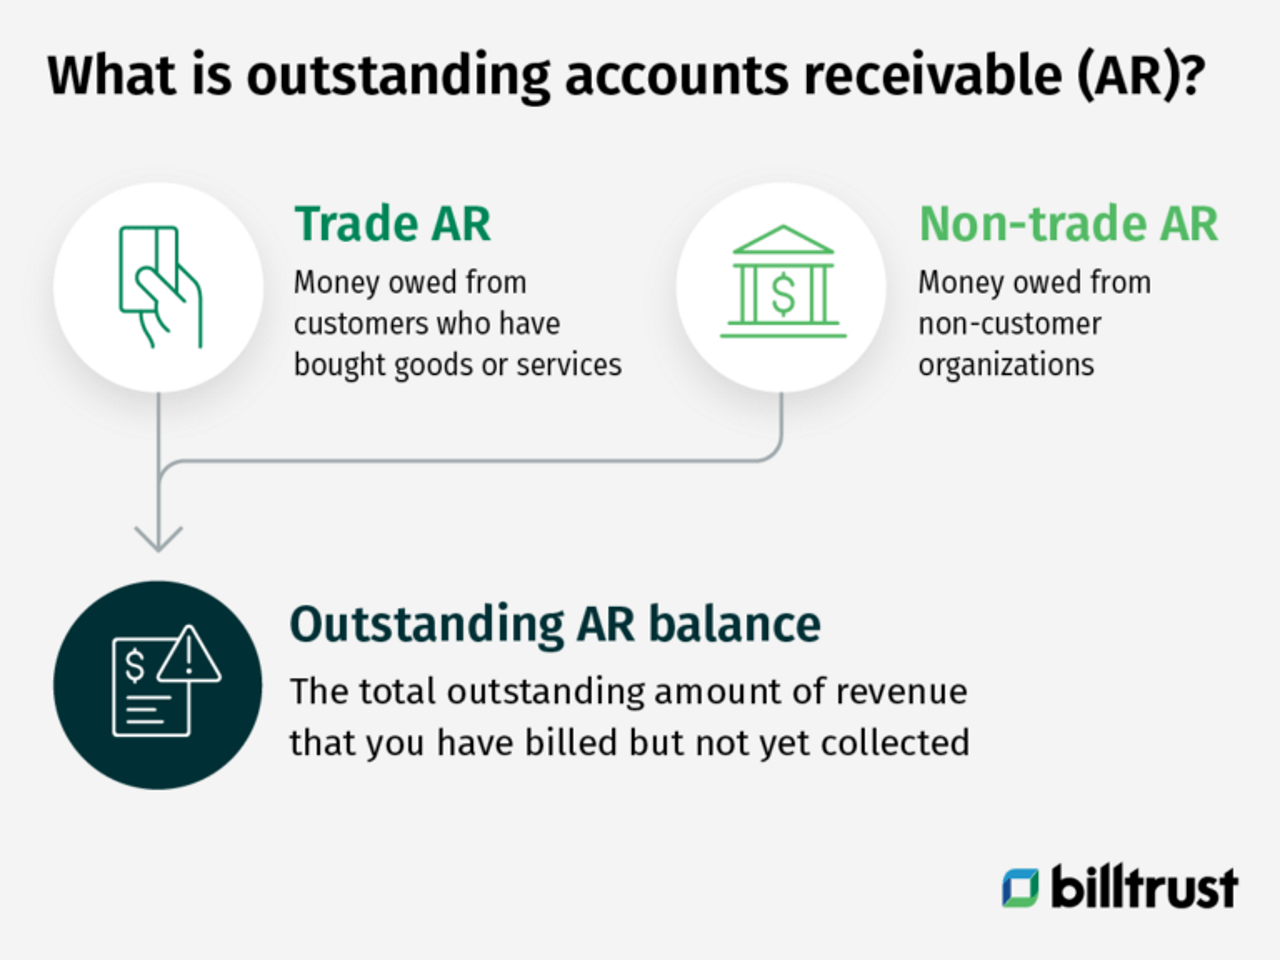 What is outstanding accounts receivable (AR)?
Trade AR
Money owed from
customers who have
bought goods or services
Non-trade AR
Money owed from
non-customer
organizations
$
Outstanding AR balance
The total outstanding amount of revenue
that you have billed but not yet collected
$
!
billtrust